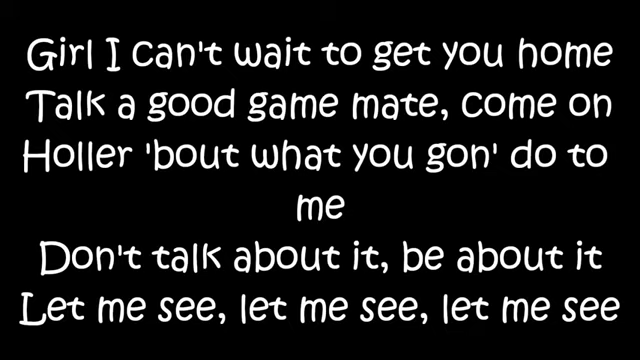 Girl I can't wait to get you home
Talk a good game mate, come on
Holler 'bout what you gon' do to
me
Don't talk about it, be about it
Let me see, let me see, let me see